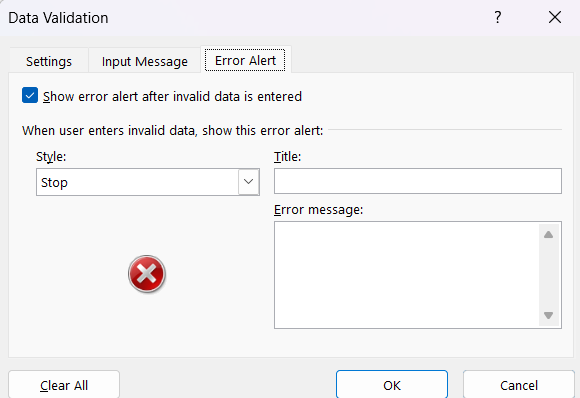 Data Validation ?
Settings Input Message Error Alert
Show error alert after invalid data is entered
When user enters invalid data, show this error alert:
Style: Title:
Stop
Error message:
Clear All OK Cancel